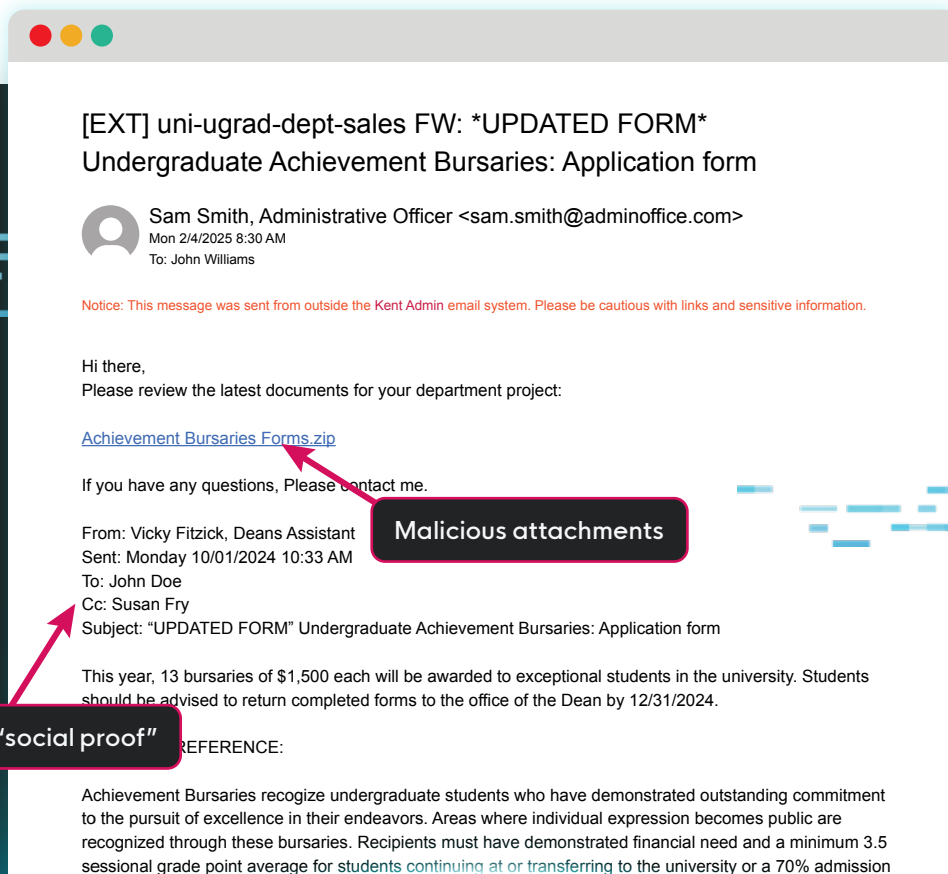 [EXT] uni-ugrad-dept-sales FW: *UPDATED FORM*
Undergraduate Achievement Bursaries: Application form
Sam Smith, Administrative Officer <sam.smith@adminoffice.com>
Mon 2/4/2025 8:30 AM
To: John Williams
Notice: This message was sent from outside the Kent Admin email system. Please be cautious with links and sensitive information.
Hi there,
Please review the latest documents for your department project:
Achievement Bursaries Forms.zip
If you have any questions, Please contact me.
Malicious attachments
From: Vicky Fitzick, Deans Assistant
Sent: Monday 10/01/2024 10:33 AM
To: John Doe
Cc: Susan Fry
Subject: “UPDATED FORM” Undergraduate Achievement Bursaries: Application form
This year, 13 bursaries of $1,500 each will be awarded to exceptional students in the university. Students
should be advised to return completed forms to the office of the Dean by 12/31/2024.
“social proof”
REFERENCE:
Achievement Bursaries recogize undergraduate students who have demonstrated outstanding commitment
to the pursuit of excellence in their endeavors. Areas where individual expression becomes public are
recognized through these bursaries. Recipients must have demonstrated financial need and a minimum 3.5
sessional grade point average for students continuing at or transferring to the university or a 70% admission